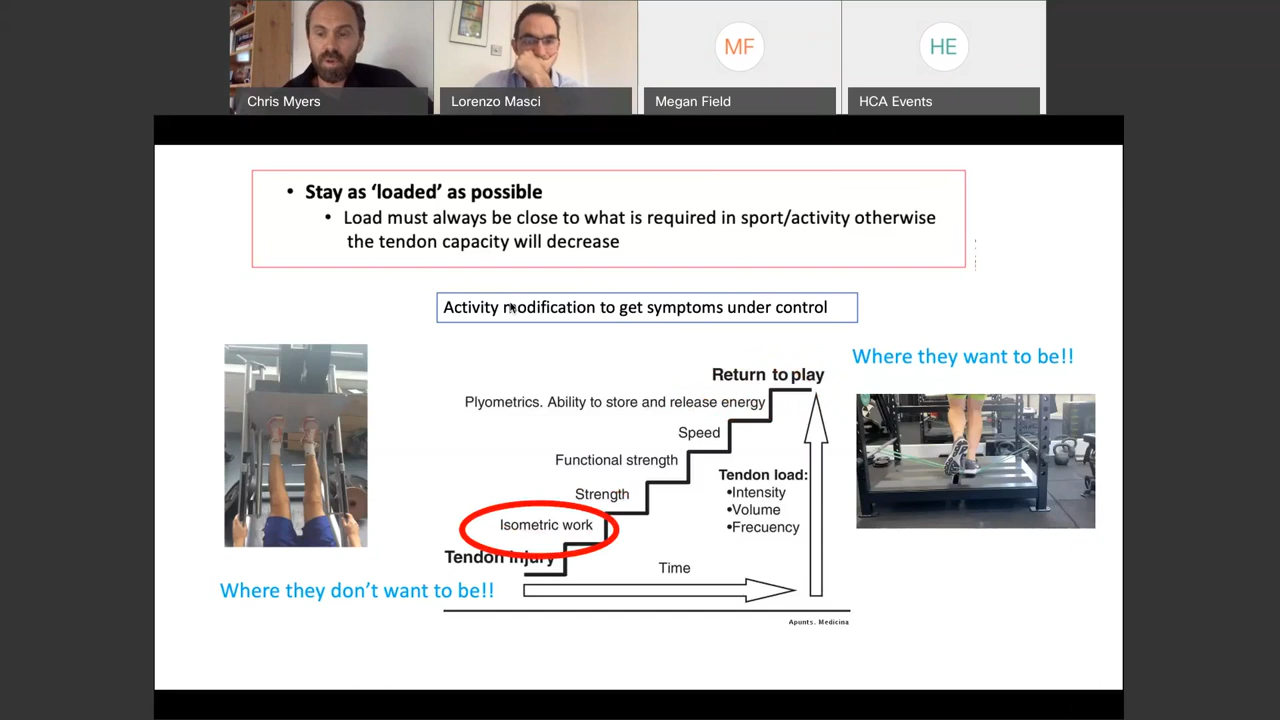 MF
HE
Chris Myers
Lorenzo Masci
Megan Field
HCA Events
• Stay as ‘loaded’ as possible
• Load must always be close to what is required in sport/activity otherwise
the tendon capacity will decrease
Activity modification to get symptoms under control
Where they want to be!!
Return to play
Plyometrics. Ability to store and release energy
Speed
Functional strength
Tendon load:
•Intensity
•Volume
•Frecuency
Strength
Isometric work
Tendon injury
Time
Where they don’t want to be!!
Apunts. Medicina